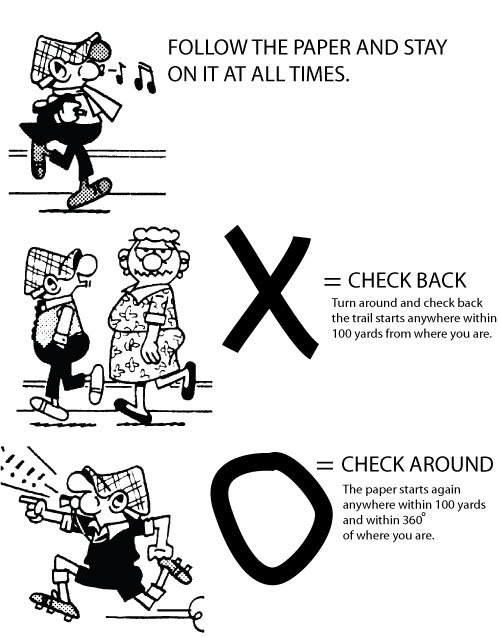 FOLLOW THE PAPER AND STAY
ON IT AT ALL TIMES.
X = CHECK BACK
Turn around and check back
the trail starts anywhere within
100 yards from where you are.
O = CHECK AROUND
The paper starts again
anywhere within 100 yards
and within 360°
of where you are.